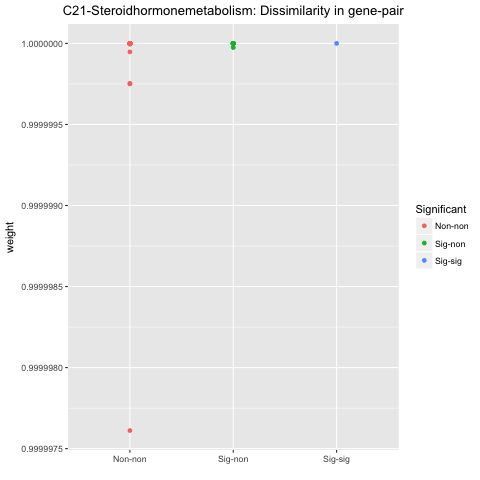 C21-Steroidhormonemetabolism: Dissimilarity in gene-pair
1.0000000
0.9999995
0.9999990
0.9999985
0.9999980
0.9999975
weight
Non-non
Sig-non
Sig-sig
Significant
Non-non
Sig-non
Sig-sig